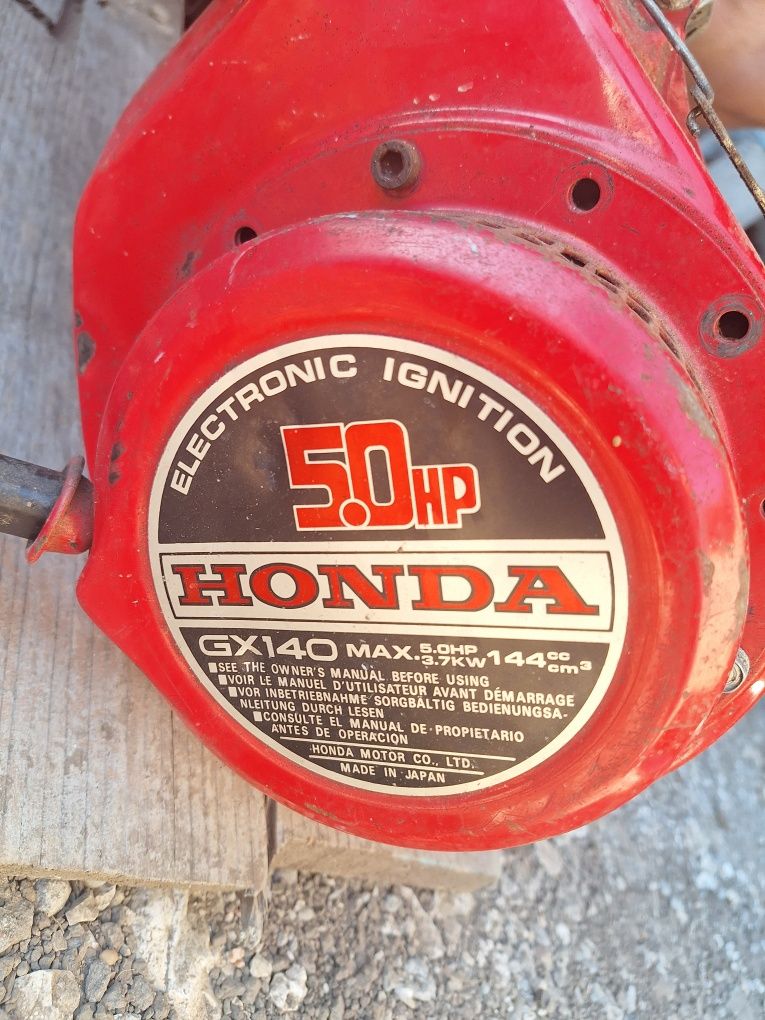 ELECTRONIC IGNITION
5.0HP
HONDA
GX140 MAX. 5.0HP 3.7KW 144cc cm³
■SEE THE OWNER'S MANUAL BEFORE USING
■VOIR LE MANUEL D'UTILISATEUR AVANT DÉMARRAGE
■VOR INBETRIEBNAHME SORGBÄLTIG BEDIENUNGSA-
NLEITUNG DURCH LESEN
■CONSÚLTE EL MANUAL DE PROPIETARIO
ANTES DE OPERACIÓN
HONDA MOTOR CO., LTD.
MADE IN JAPAN